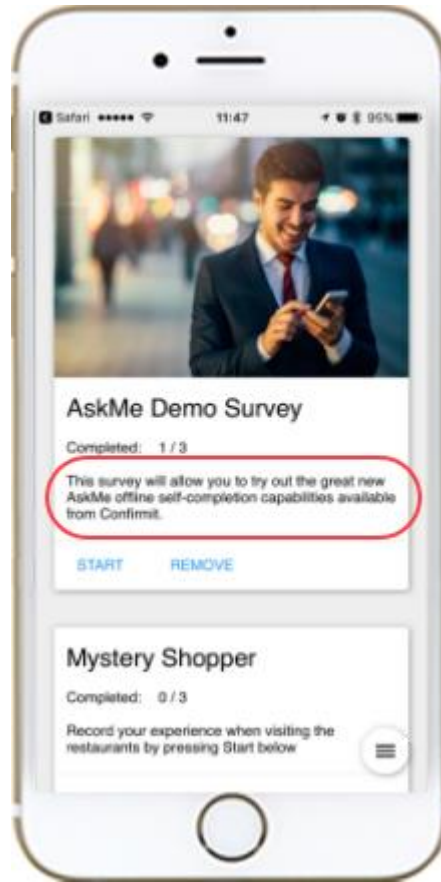 Safari
11:47
95%
AskMe Demo Survey
Completed: 1 / 3
This survey will allow you to try out the great new
AskMe offline self-completion capabilities available
from Confirmit.
START REMOVE
Mystery Shopper
Completed: 0 / 3
Record your experience when visiting the
restaurants by pressing Start below